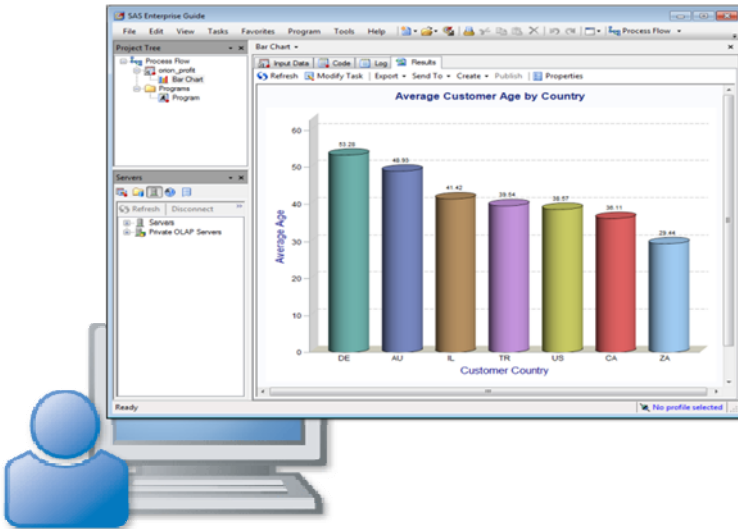 SAS Enterprise Guide
File Edit View Tasks Favorites Program Tools Help Process Flow
Project Tree
Process Flow
orion_profit
Bar Chart
Programs
Program
Servers
Refresh Disconnect
Servers
Private OLAP Servers
Bar Chart
Input Data Code Log Results
Refresh Modify Task Export Send To Create Publish Properties
Average Customer Age by Country
Average Age
60
50
40
30
20
10
0
53.28
48.93
41.42
39.54
38.57
36.11
29.44
DE AU IL TR US CA ZA
Customer Country
Ready No profile selected